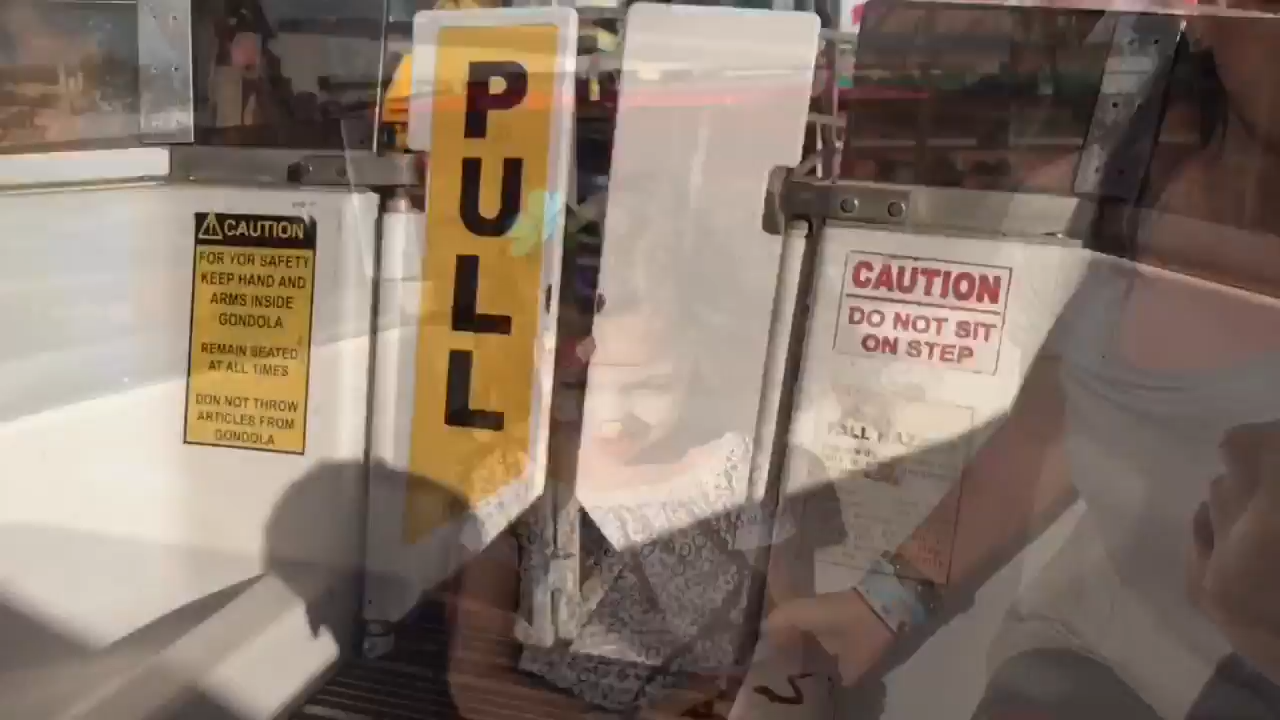 CAUTION
FOR YOR SAFETY
KEEP HAND AND
ARMS INSIDE
GONDOLA
REMAIN SEATED
AT ALL TIMES
DON NOT THROW
ARTICLES FROM
GONDOLA
PULL
CAUTION
DO NOT SIT
ON STEP